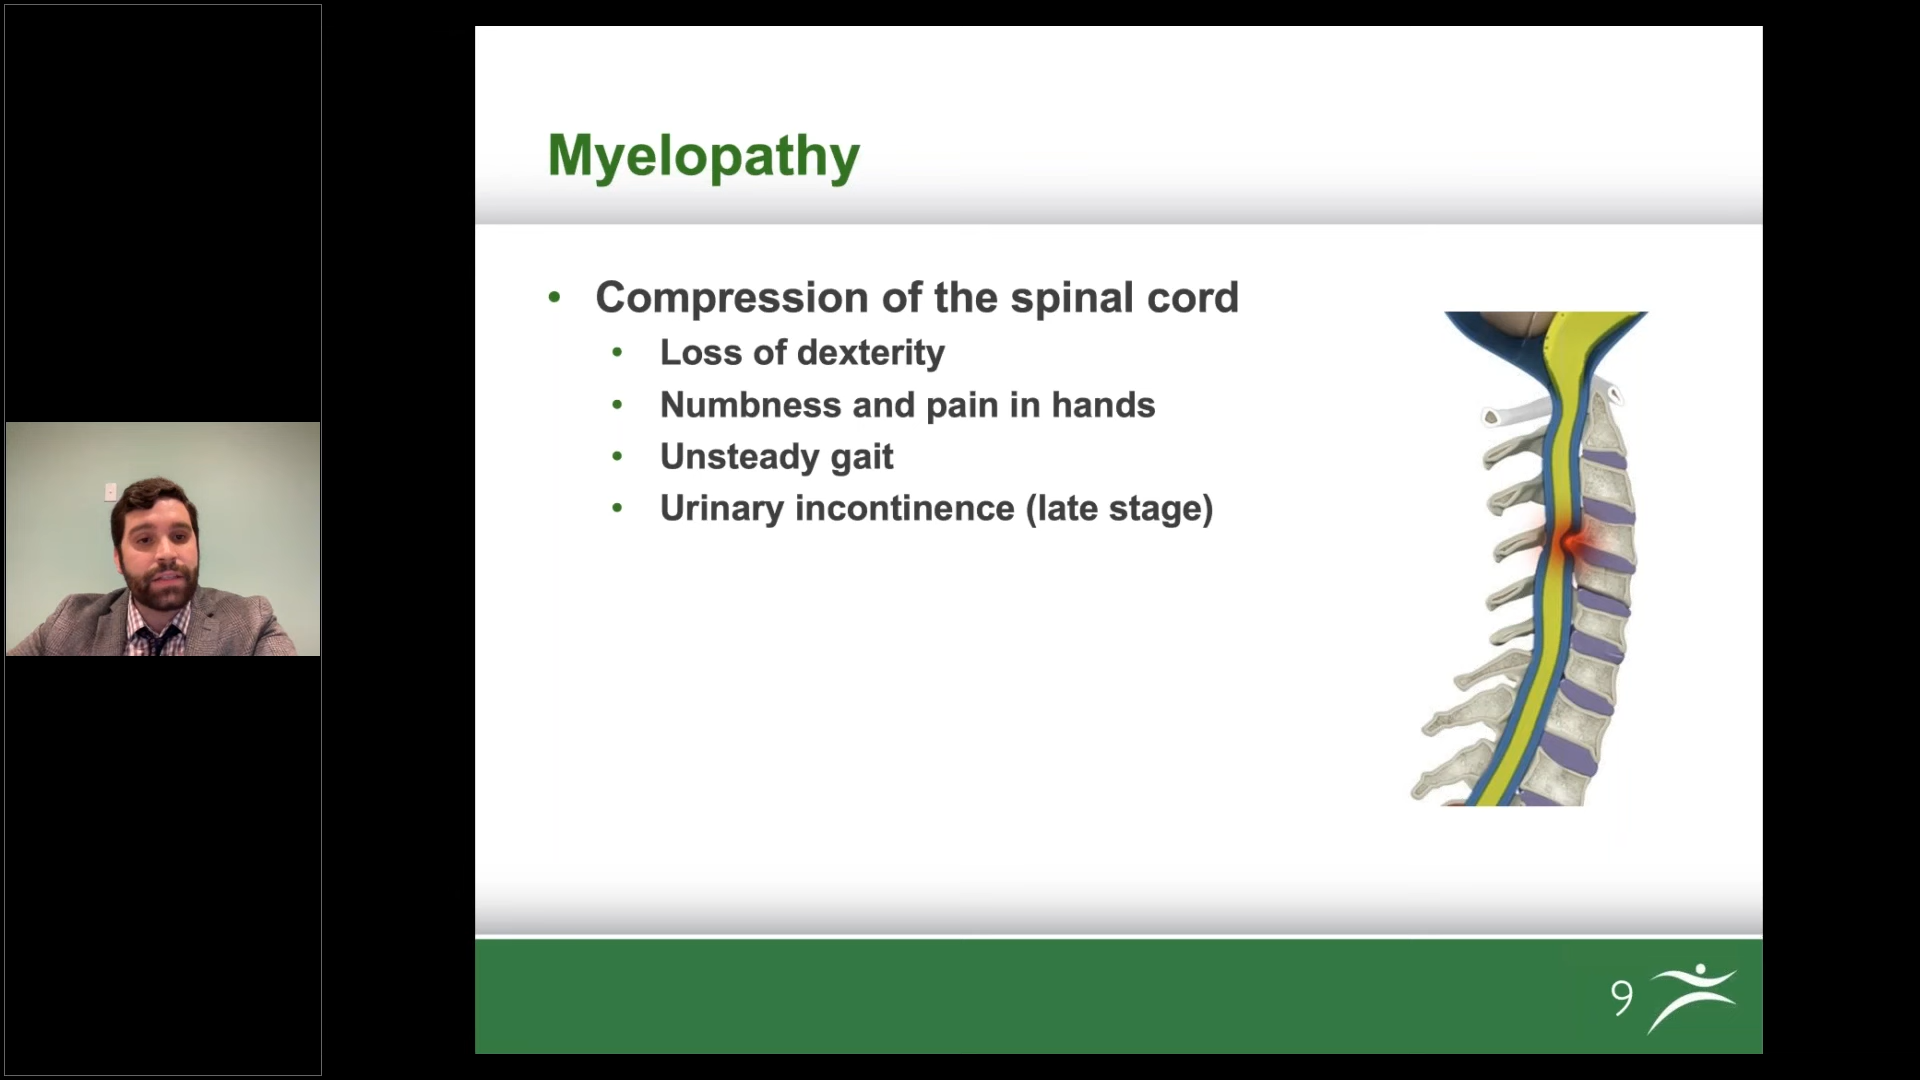 Myelopathy
• Compression of the spinal cord
• Loss of dexterity
• Numbness and pain in hands
• Unsteady gait
• Urinary incontinence (late stage)
9